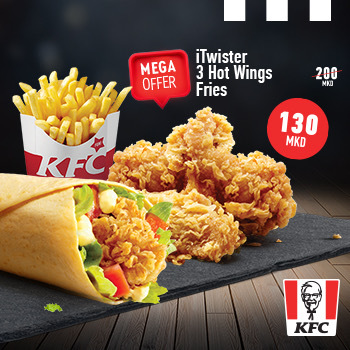 MEGA
OFFER
iTwister
3 Hot Wings
Fries
200
MKD
130
MKD
KFC
KFC